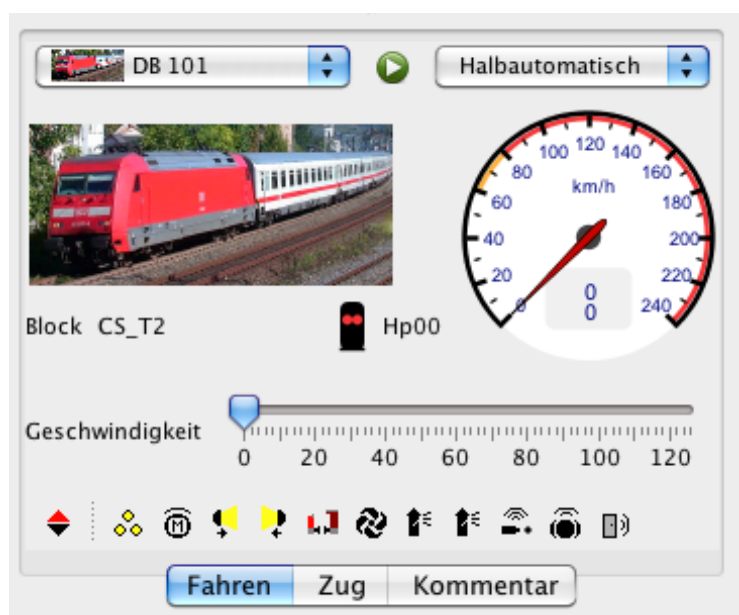 DB 101
Halbautomatisch
0 20 40 60 80 100 120 140 160 180 200 220 240
km/h
0
0
Block CS_T2
Hp00
Geschwindigkeit
0 20 40 60 80 100 120
M
Fahren Zug Kommentar